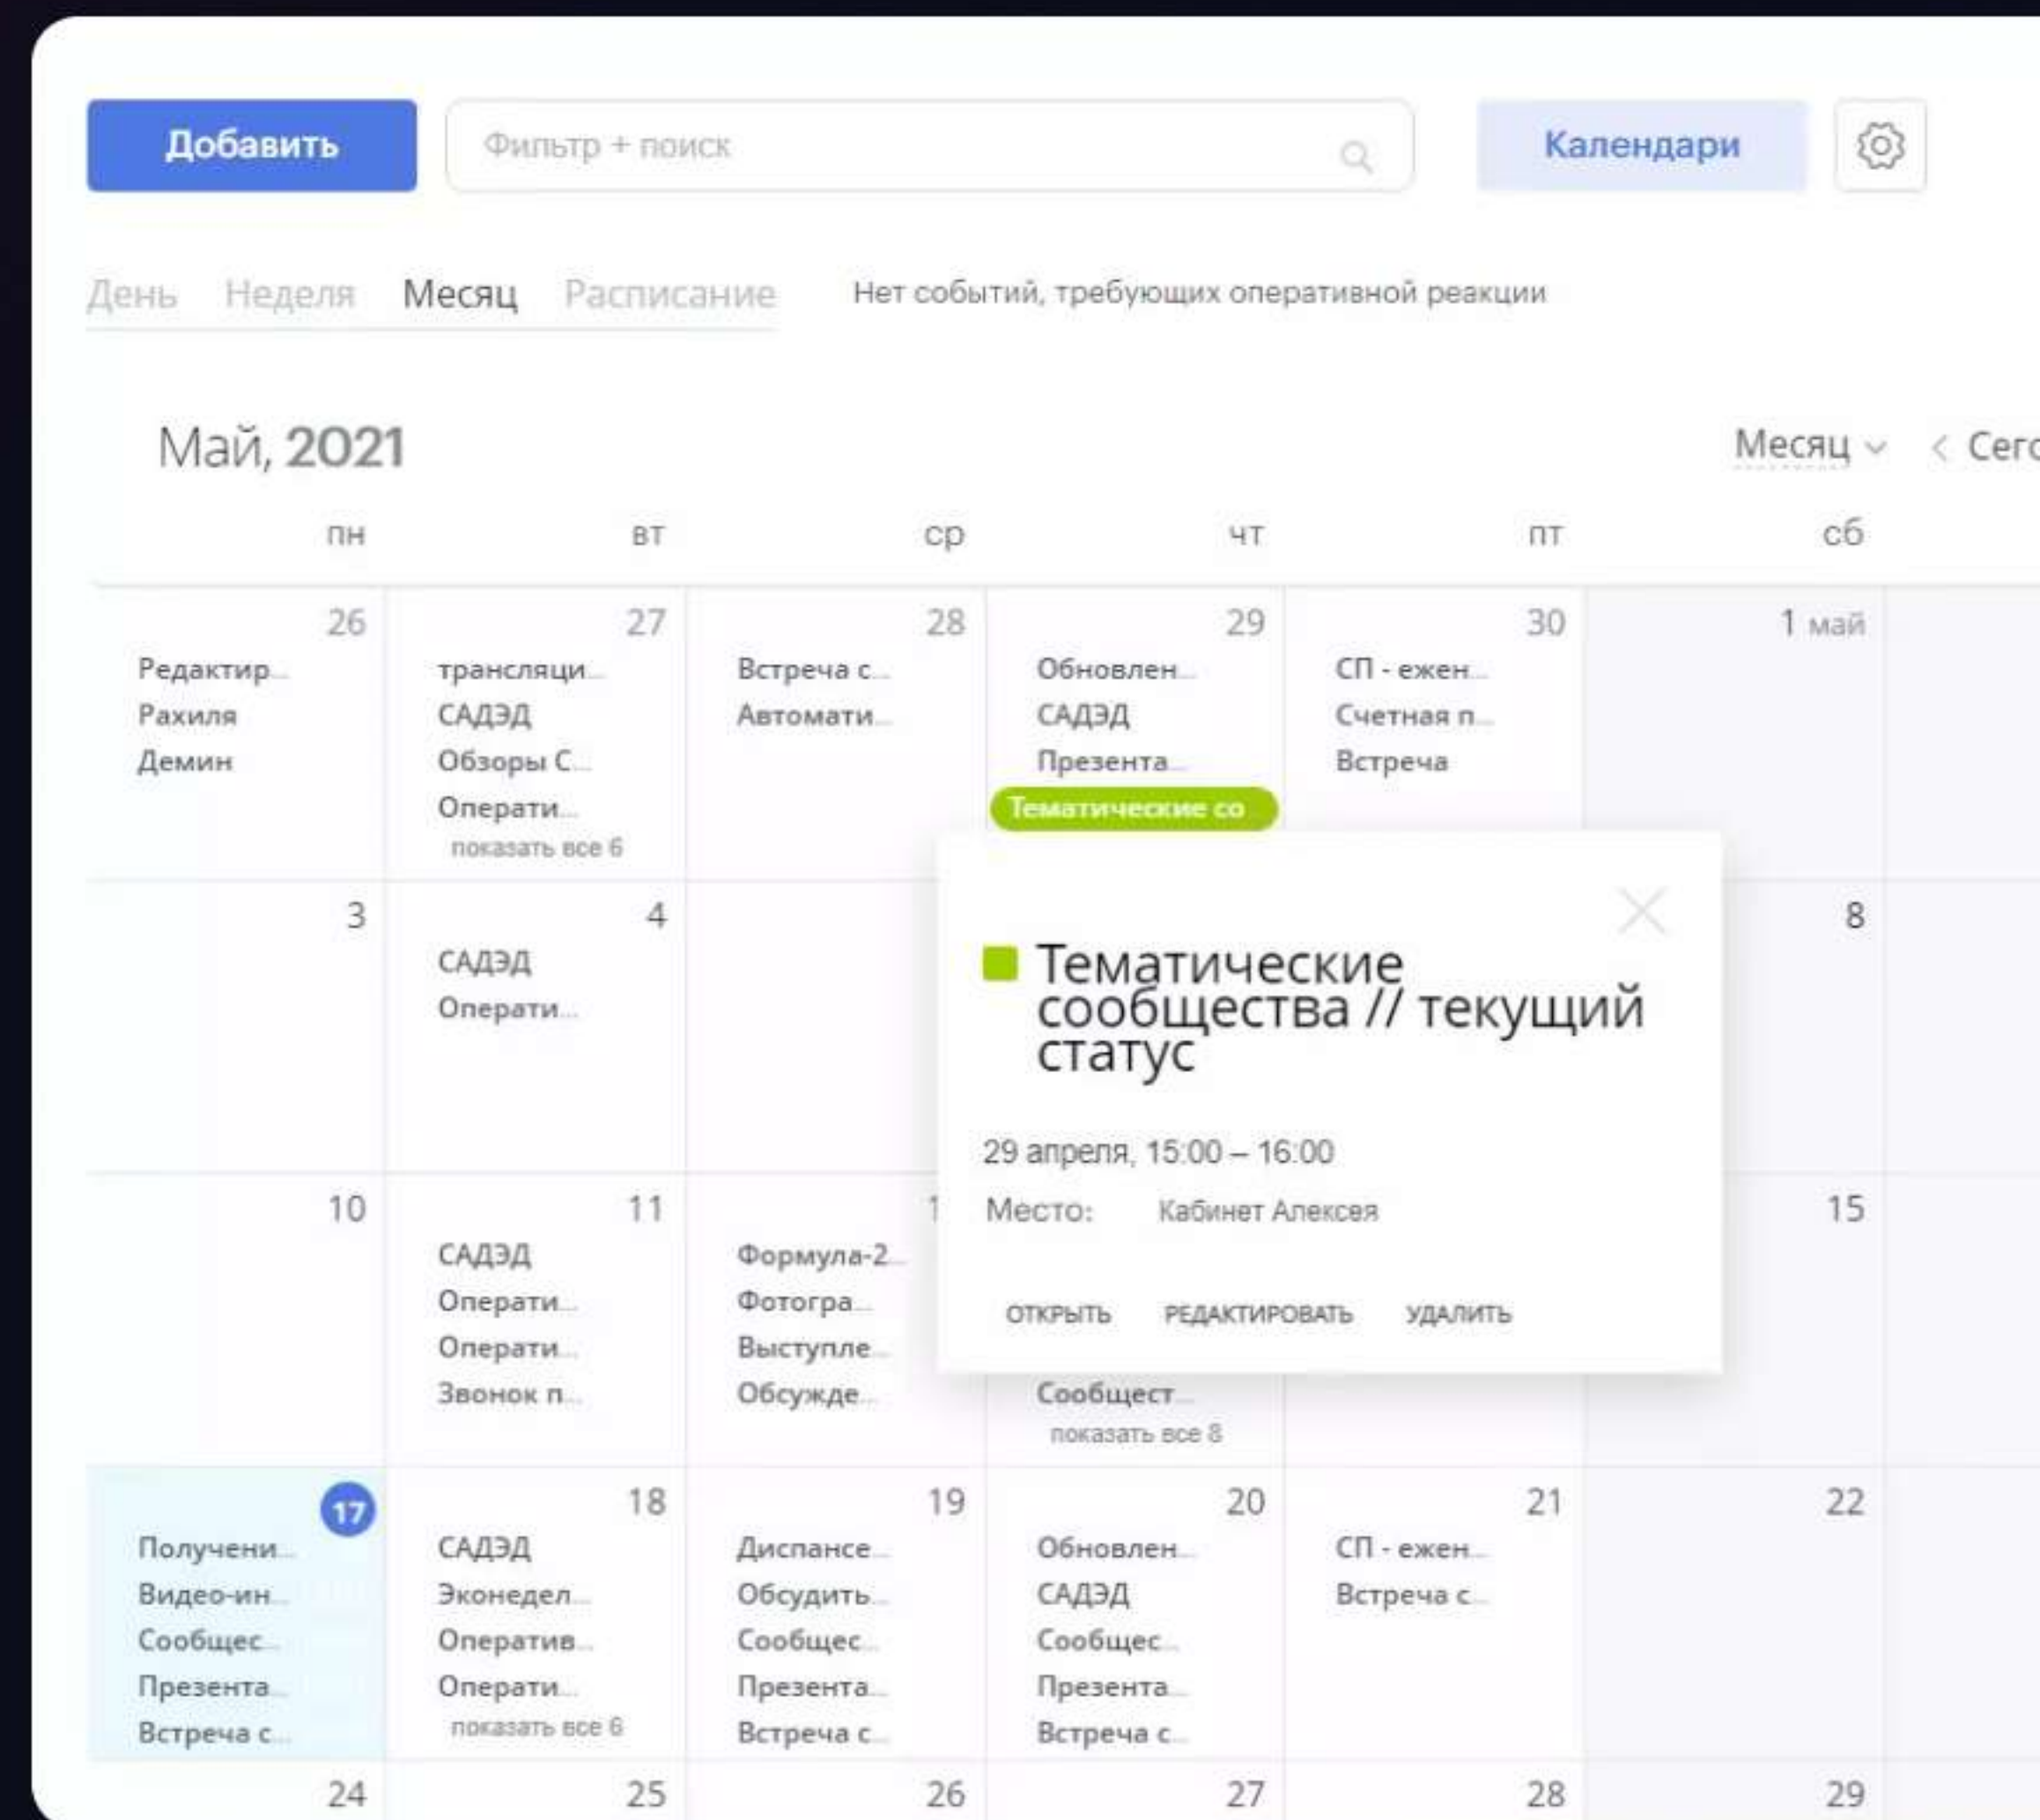 Добавить
Фильтр + поиск
Календари
День Неделя Месяц Расписание Нет событий, требующих оперативной реакции
Май, 2021
Месяц
< Сего
пн вт ср чт пт сб
26 27 28 29 30 1 май
Редактир... трансляци... Встреча с... Обновлен... СП - ежен...
Рахиля САДЭД Автомати... САДЭД Счетная п...
Демин Обзоры С... Презента... Встреча
Операти... Тематические со
показать все 6
3 4 8
САДЭД
Операти...
Тематические
сообщества // текущий
статус
29 апреля, 15:00 – 16:00
Место: Кабинет Алексея
ОТКРЫТЬ РЕДАКТИРОВАТЬ УДАЛИТЬ
10 11 15
САДЭД Формула-2...
Операти... Фотогра...
Операти... Выступле...
Звонок п... Обсужде... Сообщест...
показать все 8
17 18 19 20 21 22
Получени... САДЭД Диспансе... Обновлен... СП - ежен...
Видео-ин... Эконедел... Обсудить... САДЭД Встреча с...
Сообщес... Оператив... Сообщес... Сообщес...
Презента... Операти... Презента... Презента...
Встреча с... показать все 6 Встреча с... Встреча с...
24 25 26 27 28 29